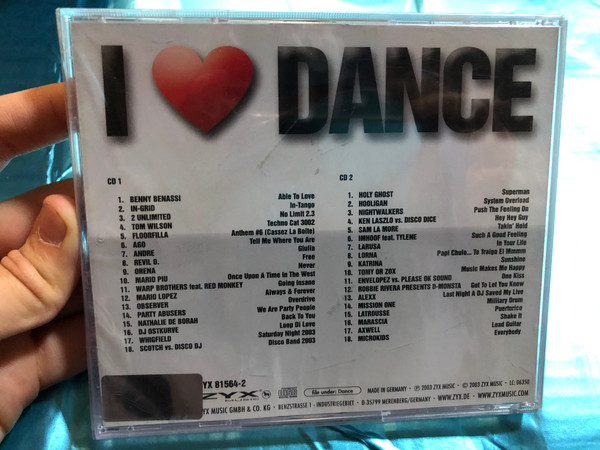 I ❤ DANCE
CD 1
1. BENNY BENASSI Able To Love
2. IN-GRID In-Tango
3. 2 UNLIMITED No Limit 2.3
4. TOM WILSON Techno Cat 3002
5. FLOORFILLA Anthem #6 (Cassez La Boite)
6. AGO Tell Me Where You Are
7. ANDRE Giulia
8. REVIL O. Free
9. ORENA Never
10. MARIO PIU Once Upon A Time In The West
11. WARP BROTHERS feat. RED MONKEY Going Insane
12. MARIO LOPEZ Always & Forever
13. OBSERVER Overdrive
14. PARTY ABUSERS We Are Party People
15. NATHALIE DE BORAH Back To You
16. DJ OSTKURVE Loop Di Love
17. WHIGFIELD Saturday Night 2003
18. SCOTCH vs DISCO DJ Disco Band 2003
CD 2
1. HOLY GHOST Superman
2. HOOLIGAN System Overload
3. NIGHTWALKERS Push The Feeling On
4. KEN LASZLO vs. DISCO DICE Hey Hey Guy
5. SAM LA MORE Takin' Hold
6. IMHOOF feat. TYLENE Such A Good Feeling
7. LARUSA In Your Life
8. LORNA Papi Chulo... Te Traigo El Mmmm
9. KATRINA Sunshine
10. TOMY OR ZOX Music Makes Me Happy
11. ENVELOPEZ vs. PLEASE OK SOUND One Kiss
12. ROBBIE RIVERA PRESENTS D-MONSTA Got To Let You Know
13. ALEXX Last Night A DJ Saved My Live
14. MISSION ONE Military Drum
15. LATROUSSE Puertorico
16. MARASCIA Shake It
17. AXWELL Lead Guitar
18. MICROKIDS Everybody
ZYX 81564-2
ZYX MUSIC
file under: Dance
MADE IN GERMANY · ℗ 2003 ZYX MUSIC · © 2003 ZYX MUSIC · LC: 06350
ZYX MUSIC GMBH & CO. KG · BENZSTRASSE 1 - INDUSTRIEGEBIET · D-35799 MERENBERG/GERMANY · WWW.ZYX.DE · WWW.ZYXMUSIC.COM